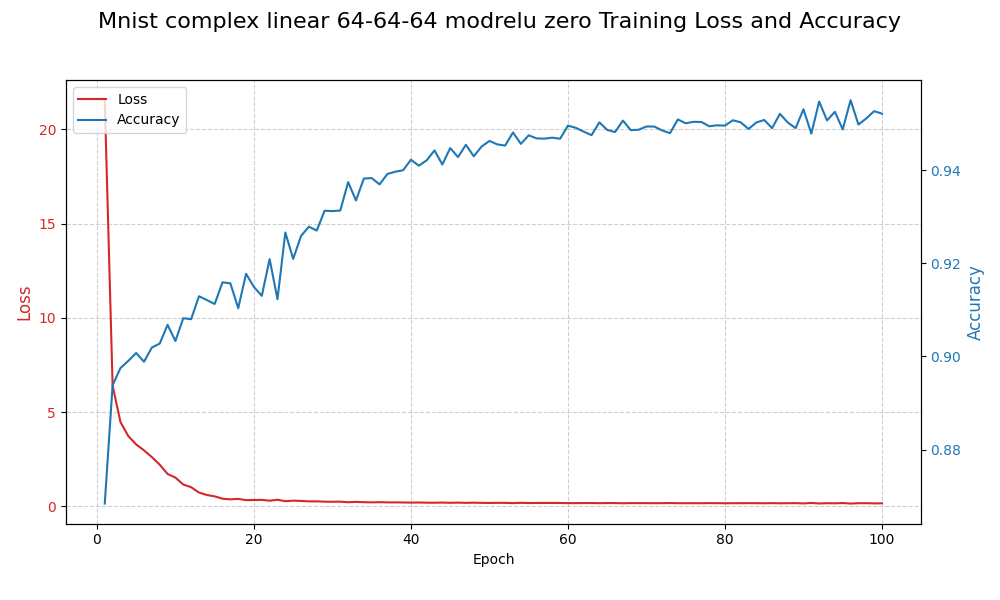 Mnist complex linear 64-64-64 modrelu zero Training Loss and Accuracy
Loss
Accuracy
20
15
10
5
0
Loss
0.94
0.92
0.90
0.88
Accuracy
0 20 40 60 80 100
Epoch